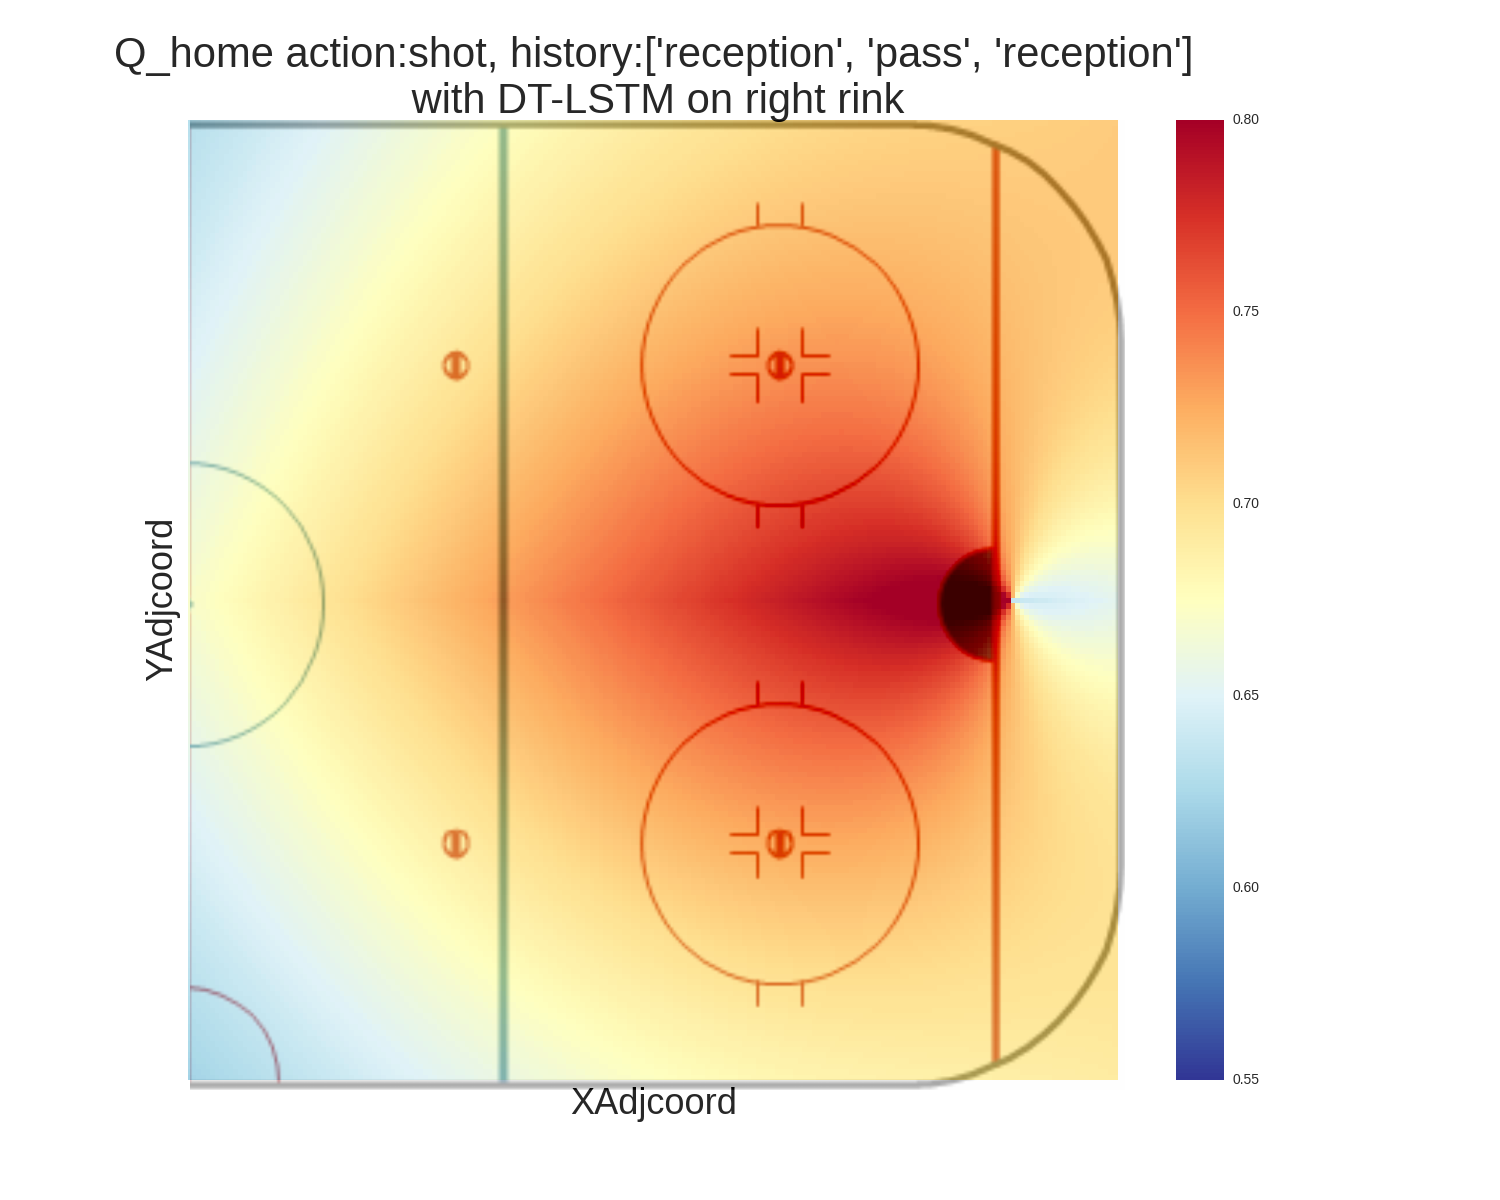 Q_home action:shot, history:['reception', 'pass', 'reception']
with DT-LSTM on right rink
YAdjcoord
XAdjcoord
0.80
0.75
0.70
0.65
0.60
0.55